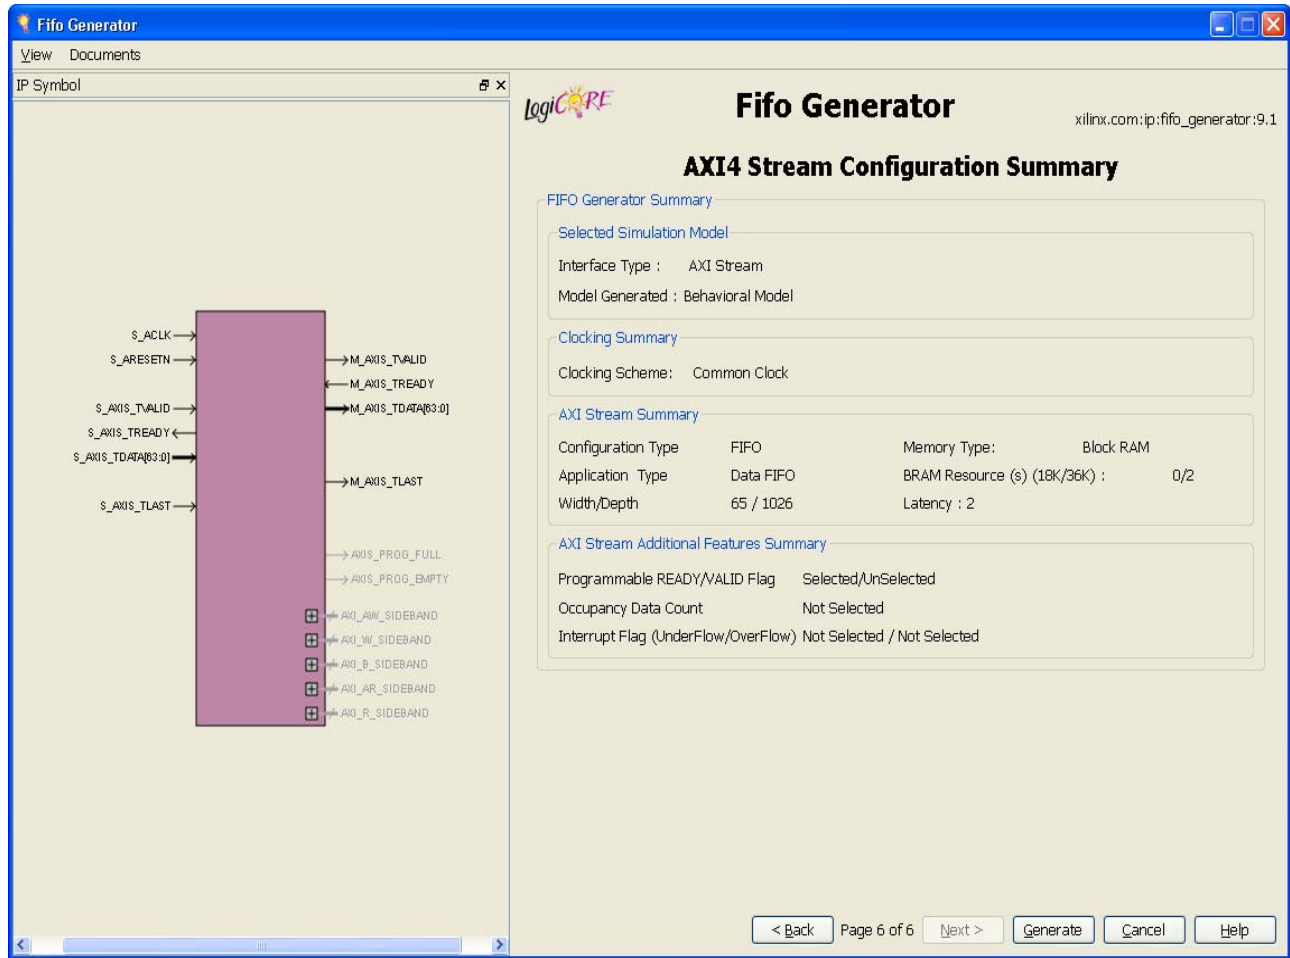 Fifo Generator
View Documents
IP Symbol
S_ACLK
S_ARESETN
S_AXIS_TVALID
S_AXIS_TREADY
S_AXIS_TDATA[63:0]
S_AXIS_TLAST
M_AXIS_TVALID
M_AXIS_TREADY
M_AXIS_TDATA[63:0]
M_AXIS_TLAST
AXIS_PROG_FULL
AXIS_PROG_EMPTY
AXI_AW_SIDEBAND
AXI_W_SIDEBAND
AXI_B_SIDEBAND
AXI_AR_SIDEBAND
AXI_R_SIDEBAND
LogiCORE
Fifo Generator
xilinx.com:ip:fifo_generator:9.1
AXI4 Stream Configuration Summary
FIFO Generator Summary
Selected Simulation Model
Interface Type : AXI Stream
Model Generated : Behavioral Model
Clocking Summary
Clocking Scheme: Common Clock
AXI Stream Summary
Configuration Type FIFO Memory Type: Block RAM
Application Type Data FIFO BRAM Resource (s) (18K/36K) : 0/2
Width/Depth 65 / 1026 Latency : 2
AXI Stream Additional Features Summary
Programmable READY/VALID Flag Selected/UnSelected
Occupancy Data Count Not Selected
Interrupt Flag (UnderFlow/OverFlow) Not Selected / Not Selected
< Back Page 6 of 6 Next > Generate Cancel Help